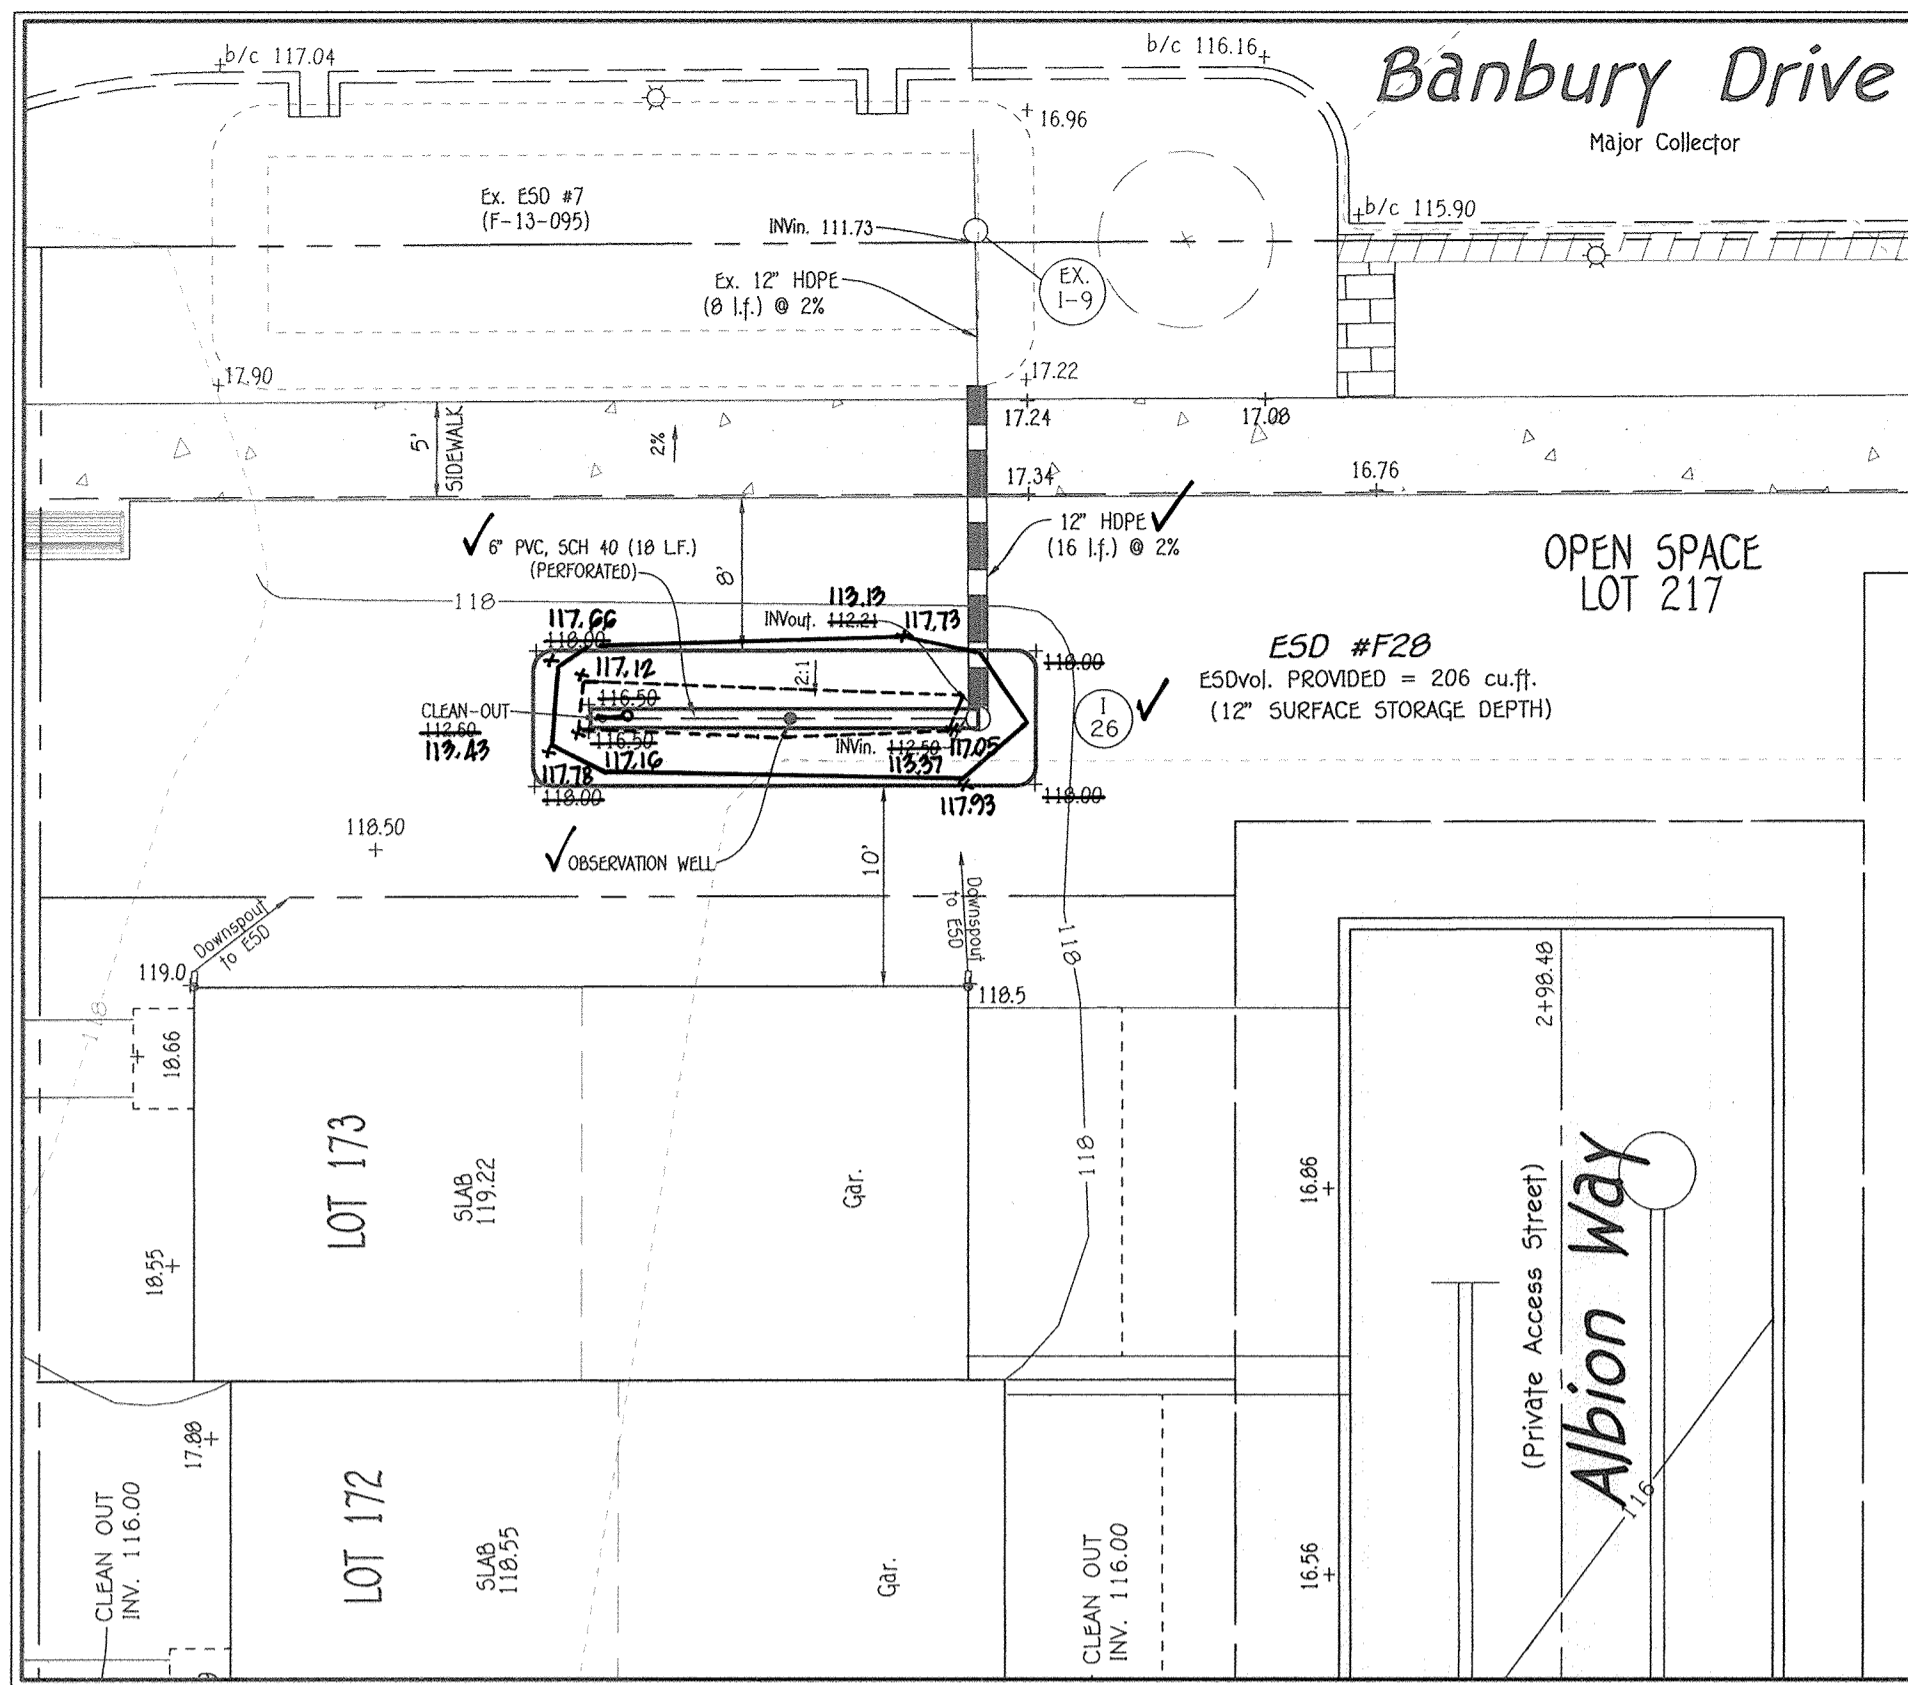 b/c 117.04
b/c 116.16
Banbury Drive
Major Collector
16.96
Ex. ESD #7
(F-13-095)
INVin. 111.73
b/c 115.90
Ex. 12" HDPE
(8 l.f.) @ 2%
EX.
I-9
17.90
17.22
17.24
17.08
5'
SIDEWALK
2%
17.34
16.76
6" PVC, SCH 40 (18 L.F.)
(PERFORATED)
8'
12" HDPE
(16 l.f.) @ 2%
OPEN SPACE
LOT 217
118
113.13
INVout. 112.21
117.66
118.00
117.73
117.12
116.50
2:1
118.00
ESD #F28
ESDvol. PROVIDED = 206 cu.ft.
(12" SURFACE STORAGE DEPTH)
CLEAN-OUT
112.60
113.43
I
26
116.50
117.16
INVin. 112.50
117.05
113.37
117.78
118.00
117.93
118.00
118.50
OBSERVATION WELL
10'
Downspout
to ESD
Downspout
to ESD
118
119.0
118.5
2+98.48
118
18.66
LOT 173
SLAB
119.22
Gar.
118
16.86
18.55
(Private Access Street)
Albion Way
17.88
LOT 172
SLAB
118.55
Gar.
CLEAN OUT
INV. 116.00
CLEAN OUT
INV. 116.00
16.56
116